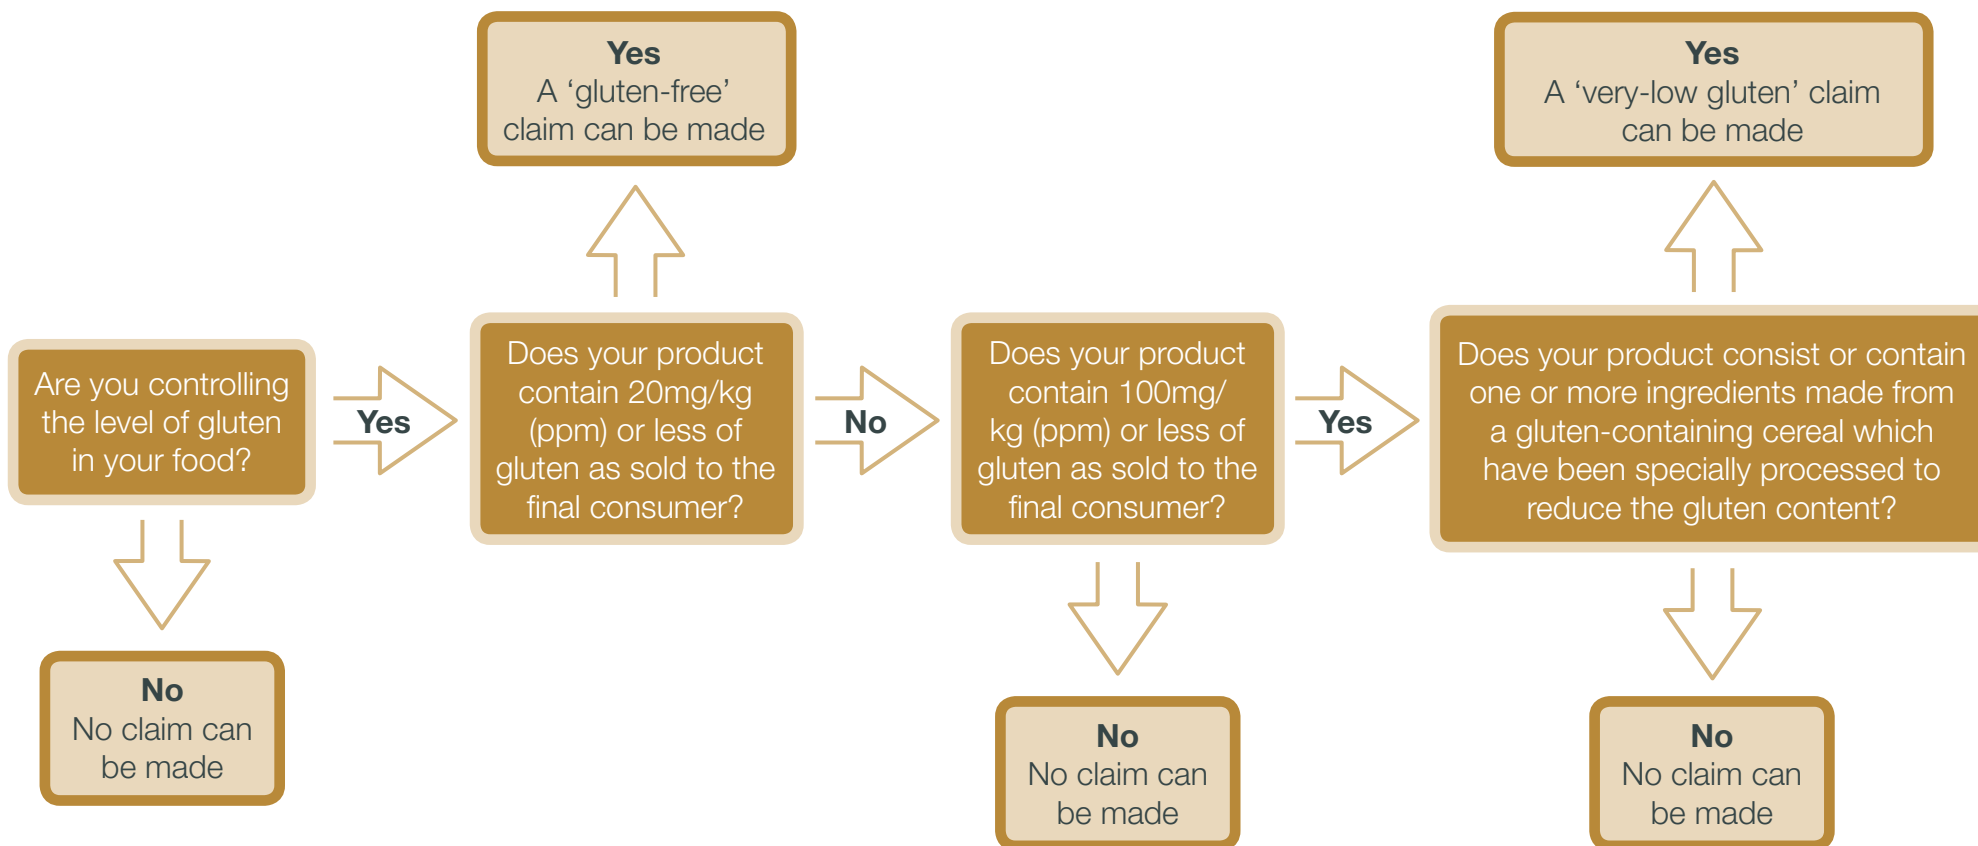 Yes
A ‘gluten-free’
claim can be made
Yes
A ‘very-low gluten’ claim
can be made
Are you controlling
the level of gluten
in your food?
Yes
Does your product
contain 20mg/kg
(ppm) or less of
gluten as sold to the
final consumer?
No
Does your product
contain 100mg/
kg (ppm) or less of
gluten as sold to the
final consumer?
Yes
Does your product consist or contain
one or more ingredients made from
a gluten-containing cereal which
have been specially processed to
reduce the gluten content?
No
No claim can
be made
No
No claim can
be made
No
No claim can
be made